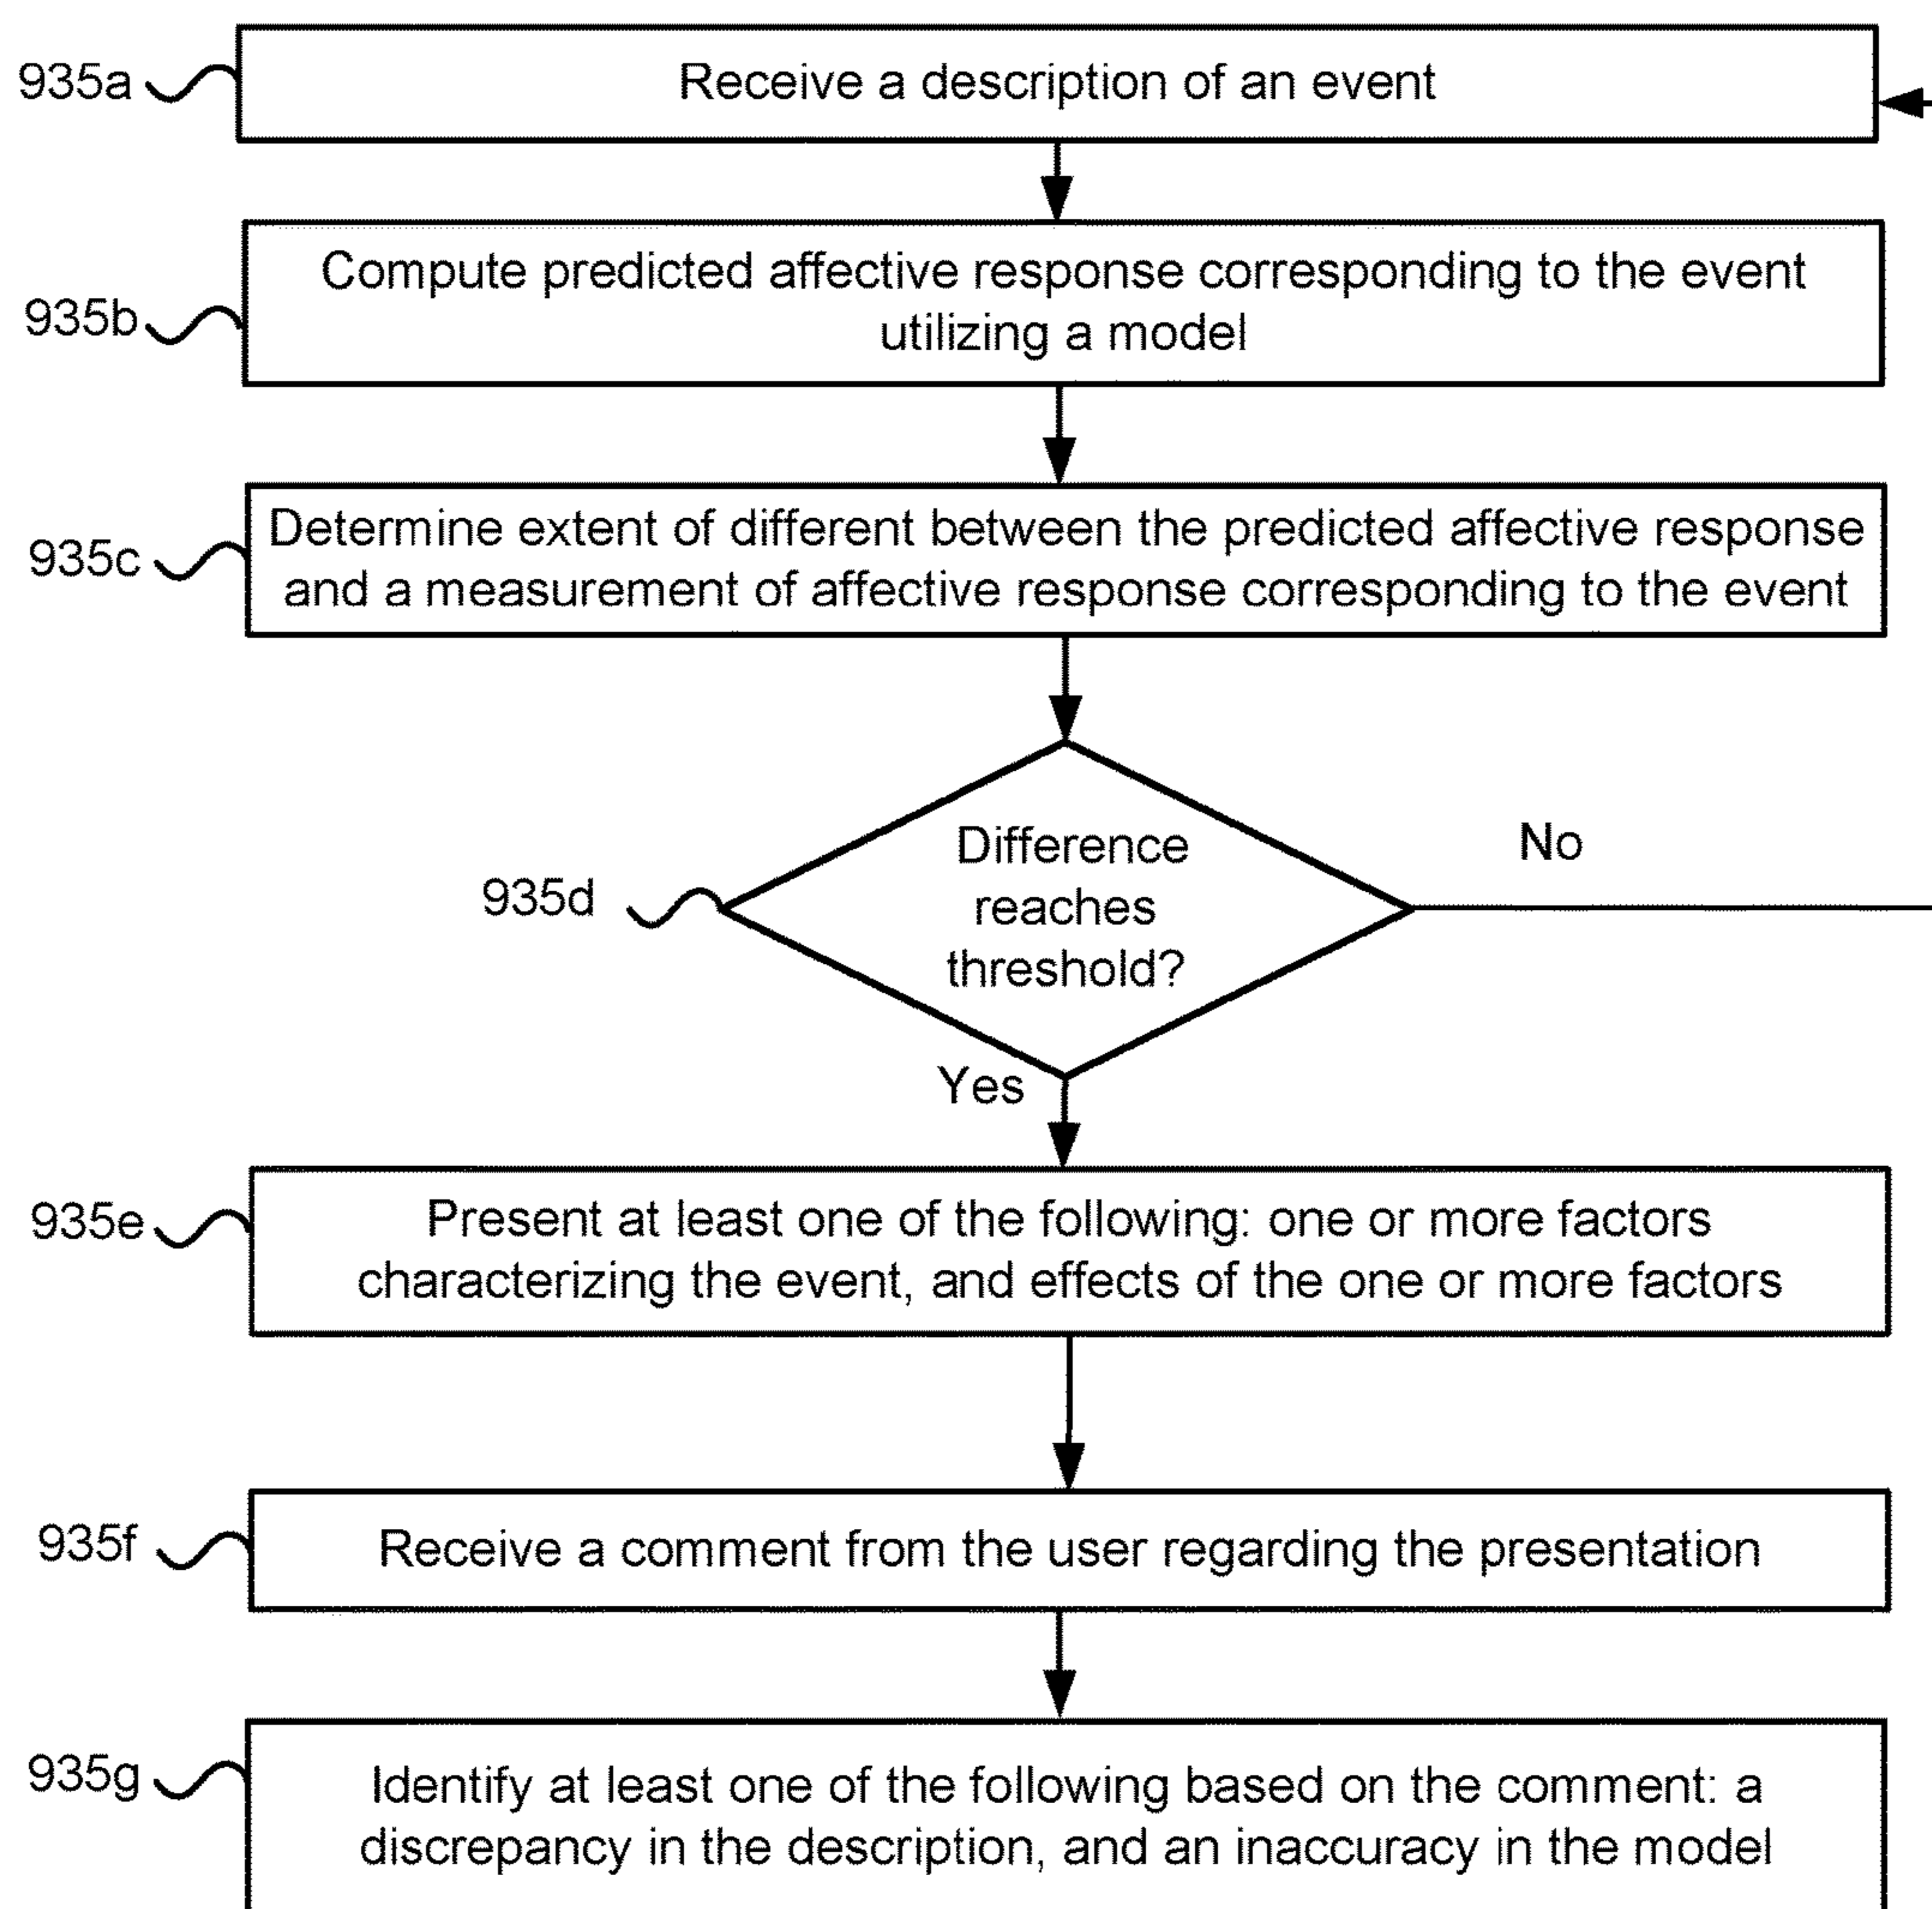 935a
Receive a description of an event
935b
Compute predicted affective response corresponding to the event
utilizing a model
935c
Determine extent of different between the predicted affective response
and a measurement of affective response corresponding to the event
935d
Difference
reaches
threshold?
No
Yes
935e
Present at least one of the following: one or more factors
characterizing the event, and effects of the one or more factors
935f
Receive a comment from the user regarding the presentation
935g
Identify at least one of the following based on the comment: a
discrepancy in the description, and an inaccuracy in the model